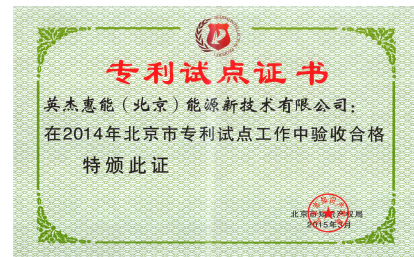 专利试点证书
英杰惠能（北京）能源新技术有限公司：
在2014年北京市专利试点工作中验收合格
特颁此证
北京市知识产权局
2015年3月